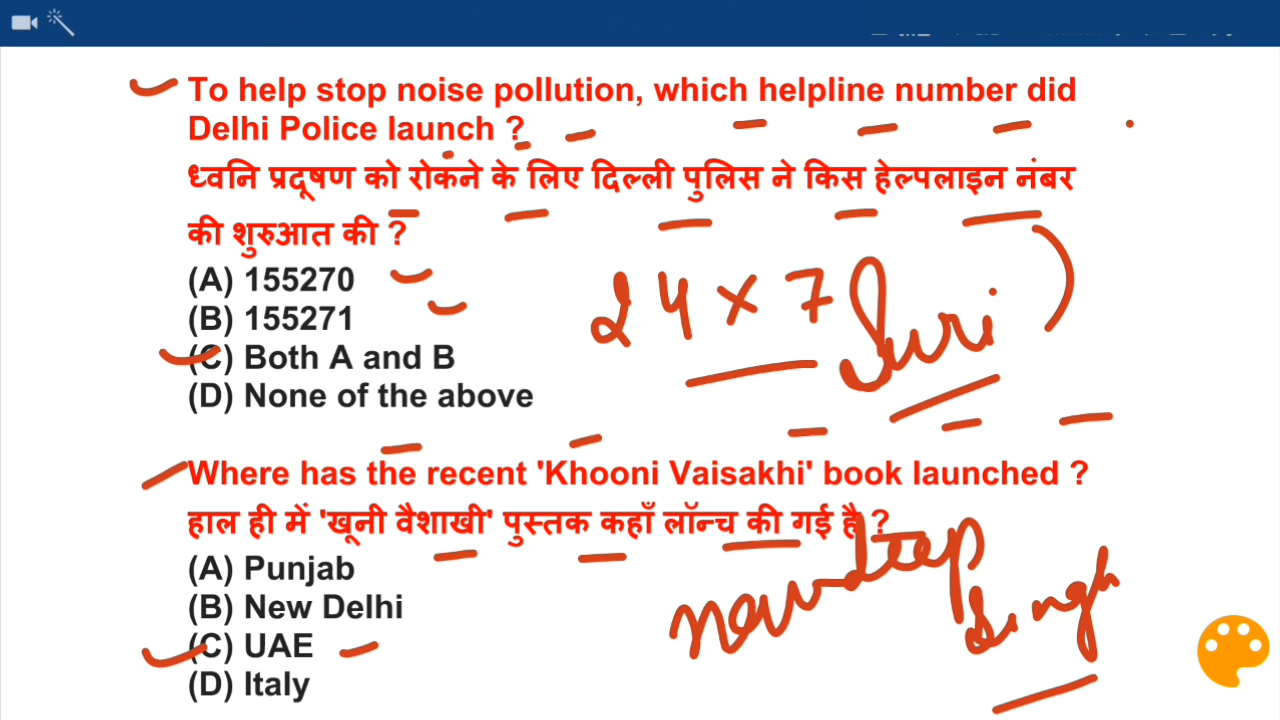 To help stop noise pollution, which helpline number did
Delhi Police launch ?
ध्वनि प्रदूषण को रोकने के लिए दिल्ली पुलिस ने किस हेल्पलाइन नंबर
की शुरुआत की ?
(A) 155270
(B) 155271
(C) Both A and B
(D) None of the above
24 × 7 Suri
Where has the recent 'Khooni Vaisakhi' book launched ?
हाल ही में 'खूनी वैशाखी' पुस्तक कहाँ लॉन्च की गई है ?
(A) Punjab
(B) New Delhi
(C) UAE
(D) Italy
Singh